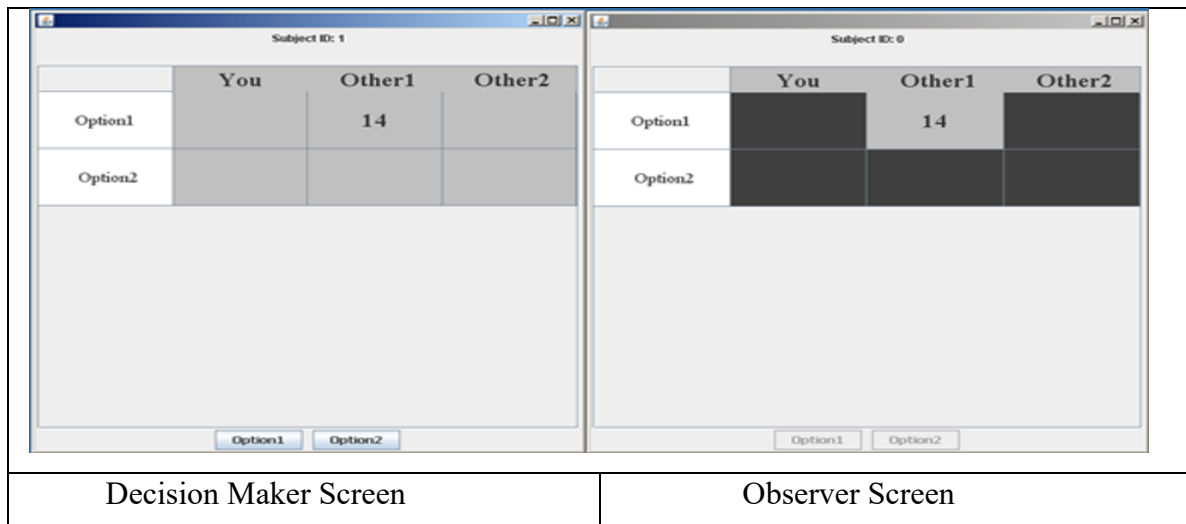 Subject ID: 1
You Other1 Other2
Option1 14
Option2
Option1 Option2
Subject ID: 0
You Other1 Other2
Option1 14
Option2
Option1 Option2
Decision Maker Screen
Observer Screen